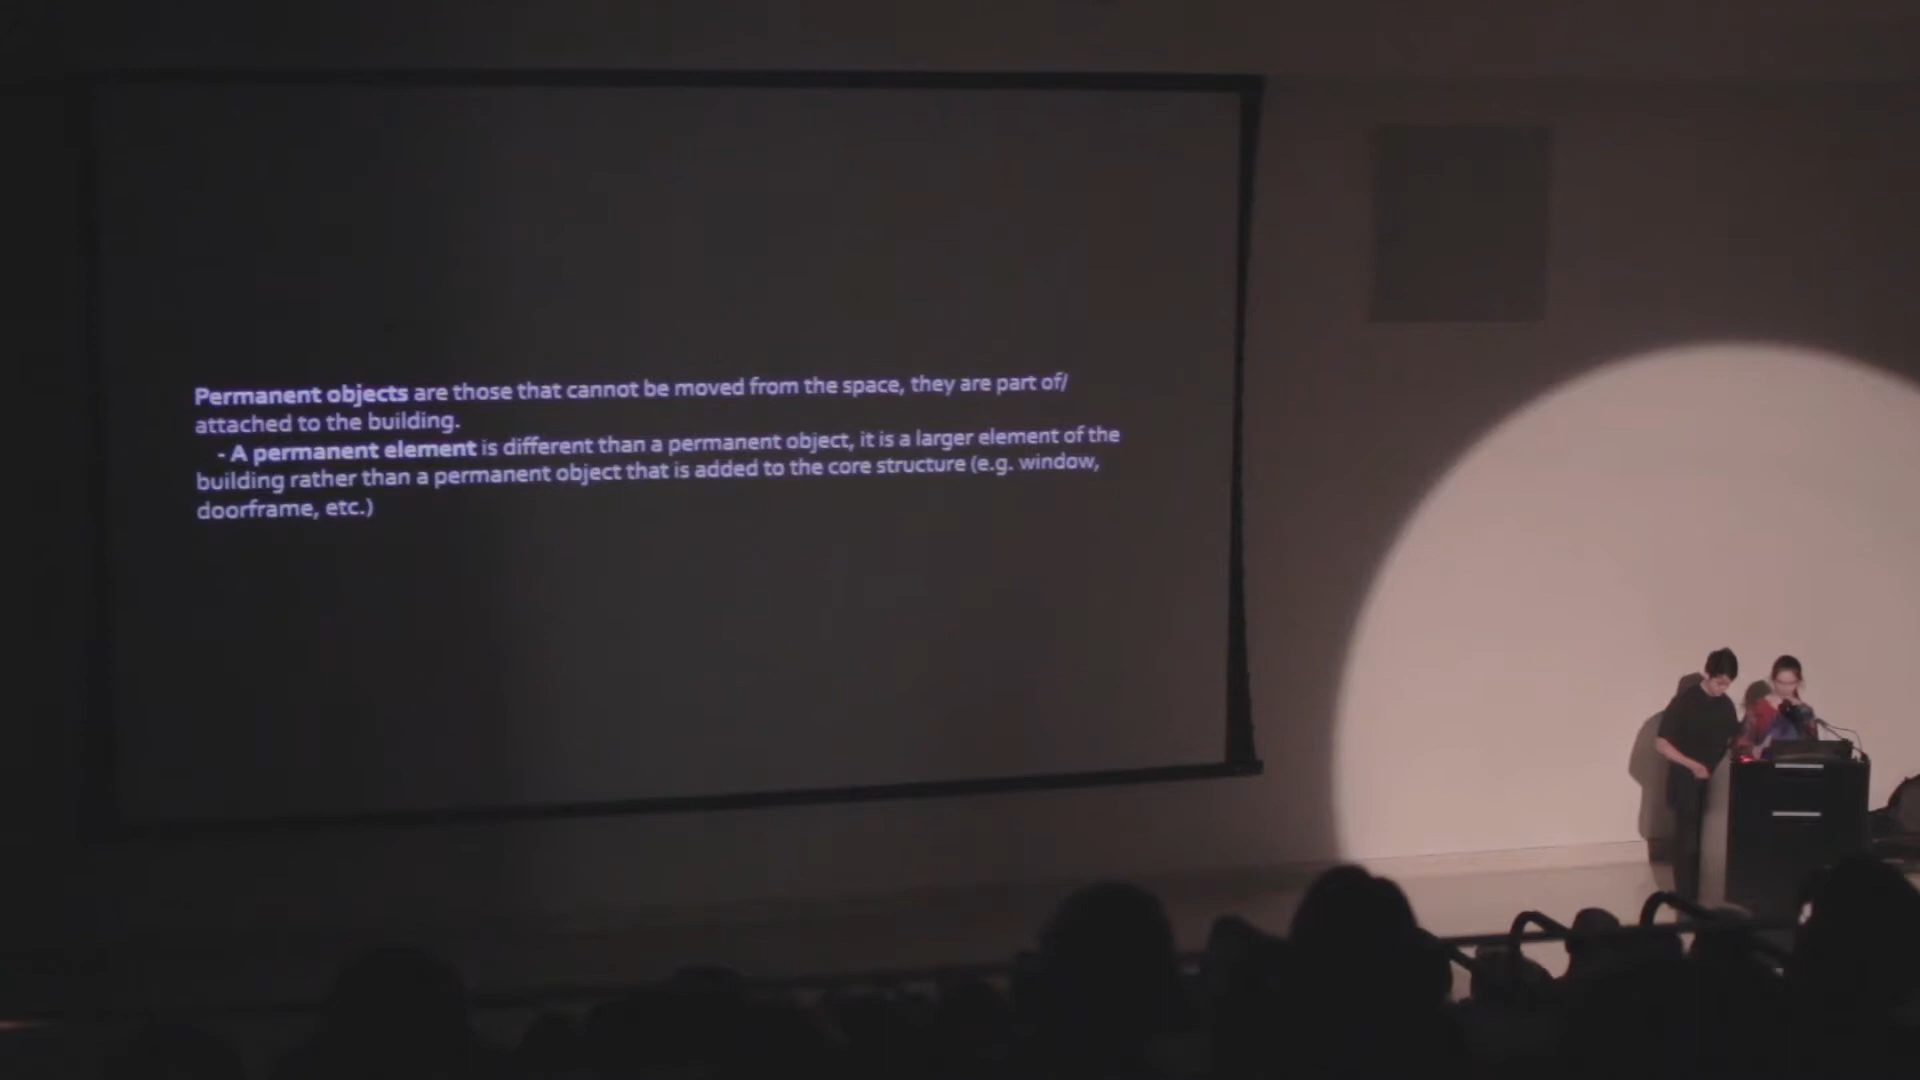 Permanent objects are those that cannot be moved from the space, they are part of/
attached to the building.
- A permanent element is different than a permanent object, it is a larger element of the
building rather than a permanent object that is added to the core structure (e.g. window,
doorframe, etc.)